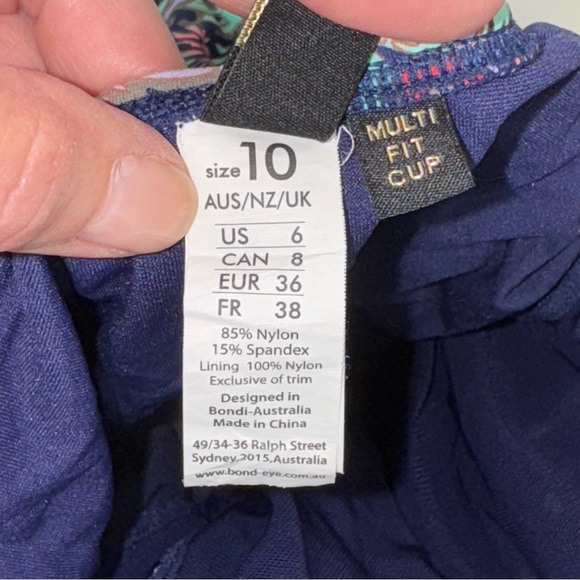 size 10
AUS/NZ/UK
US 6
CAN 8
EUR 36
FR 38
85% Nylon
15% Spandex
Lining 100% Nylon
Exclusive of trim
Designed in
Bondi-Australia
Made in China
49/34-36 Ralph Street
Sydney,2015,Australia
www.bond-eye.com.au
MULTI
FIT
CUP